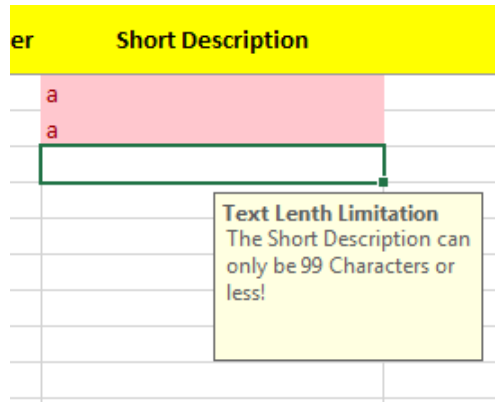 er Short Description
a
a
Text Lenth Limitation
The Short Description can
only be 99 Characters or
less!